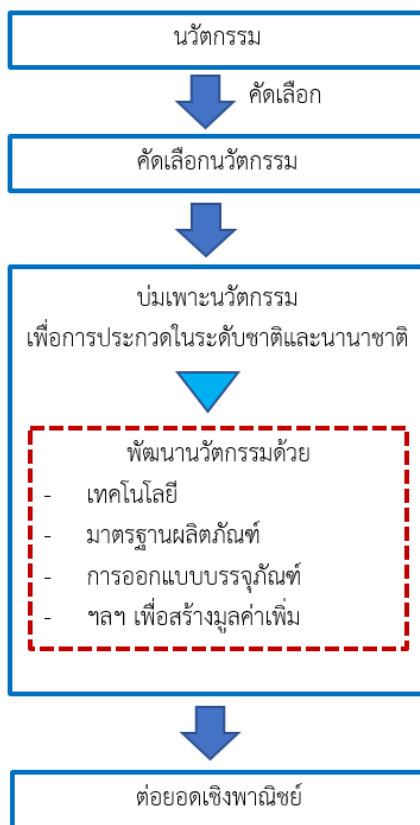 นวัตกรรม
คัดเลือก
คัดเลือกนวัตกรรม
บ่มเพาะนวัตกรรม
เพื่อการประกวดในระดับชาติและนานาชาติ
พัฒนานวัตกรรมด้วย
- เทคโนโลยี
- มาตรฐานผลิตภัณฑ์
- การออกแบบบรรจุภัณฑ์
- ฯลฯ เพื่อสร้างมูลค่าเพิ่ม
ต่อยอดเชิงพาณิชย์